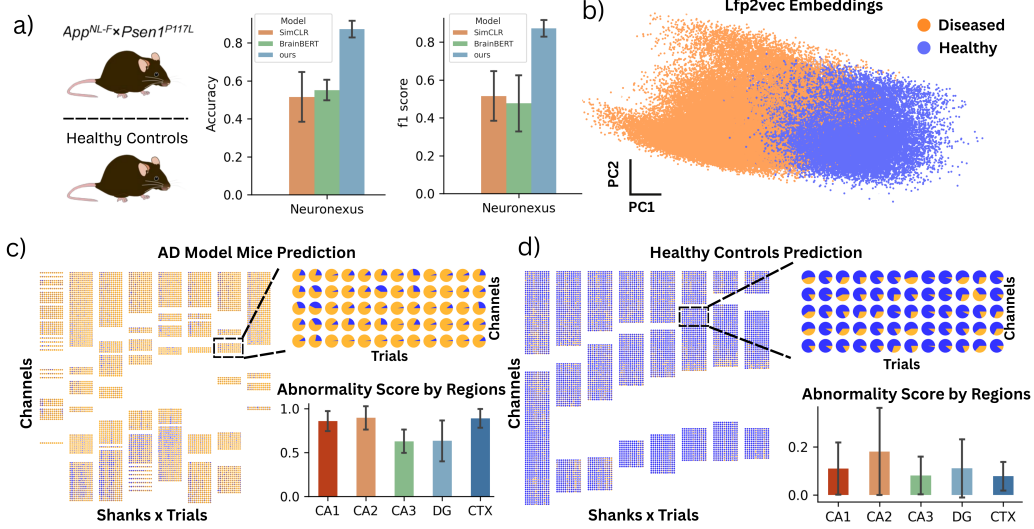 a)
App^NL-F×Psen1^P117L
Healthy Controls
Accuracy
0.8
0.6
0.4
0.2
0.0
Model
SimCLR
BrainBERT
ours
Neuronexus
f1 score
0.8
0.6
0.4
0.2
0.0
Model
SimCLR
BrainBERT
ours
Neuronexus
b)
Lfp2vec Embeddings
Diseased
Healthy
PC2
PC1
c)
AD Model Mice Prediction
Channels
Shanks x Trials
Channels
Trials
Abnormality Score by Regions
1.0
0.5
0.0
CA1 CA2 CA3 DG CTX
d)
Healthy Controls Prediction
Channels
Shanks x Trials
Channels
Trials
Abnormality Score by Regions
0.2
0.0
CA1 CA2 CA3 DG CTX